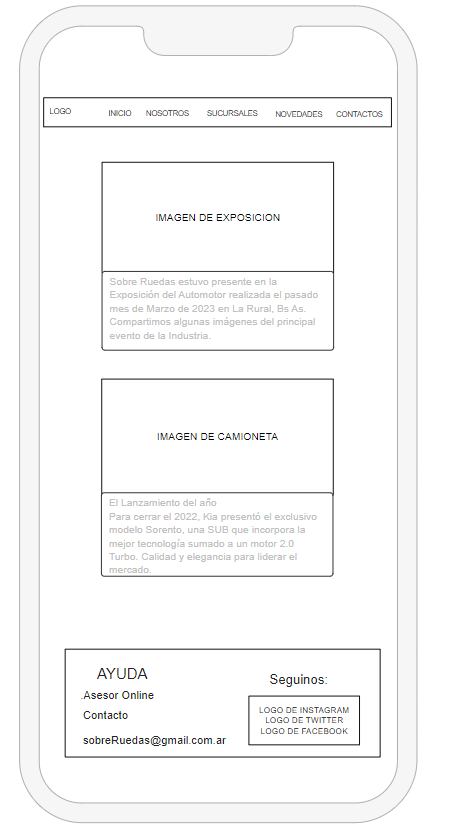 LOGO INICIO NOSOTROS SUCURSALES NOVEDADES CONTACTOS
IMAGEN DE EXPOSICION
Sobre Ruedas estuvo presente en la
Exposición del Automotor realizada el pasado
mes de Marzo de 2023 en La Rural, Bs As.
Compartimos algunas imágenes del principal
evento de la Industria.
IMAGEN DE CAMIONETA
El Lanzamiento del año
Para cerrar el 2022, Kia presentó el exclusivo
modelo Sorento, una SUB que incorpora la
mejor tecnología sumado a un motor 2.0
Turbo. Calidad y elegancia para liderar el
mercado.
AYUDA
.Asesor Online
Contacto
sobreRuedas@gmail.com.ar
Seguinos:
LOGO DE INSTAGRAM
LOGO DE TWITTER
LOGO DE FACEBOOK